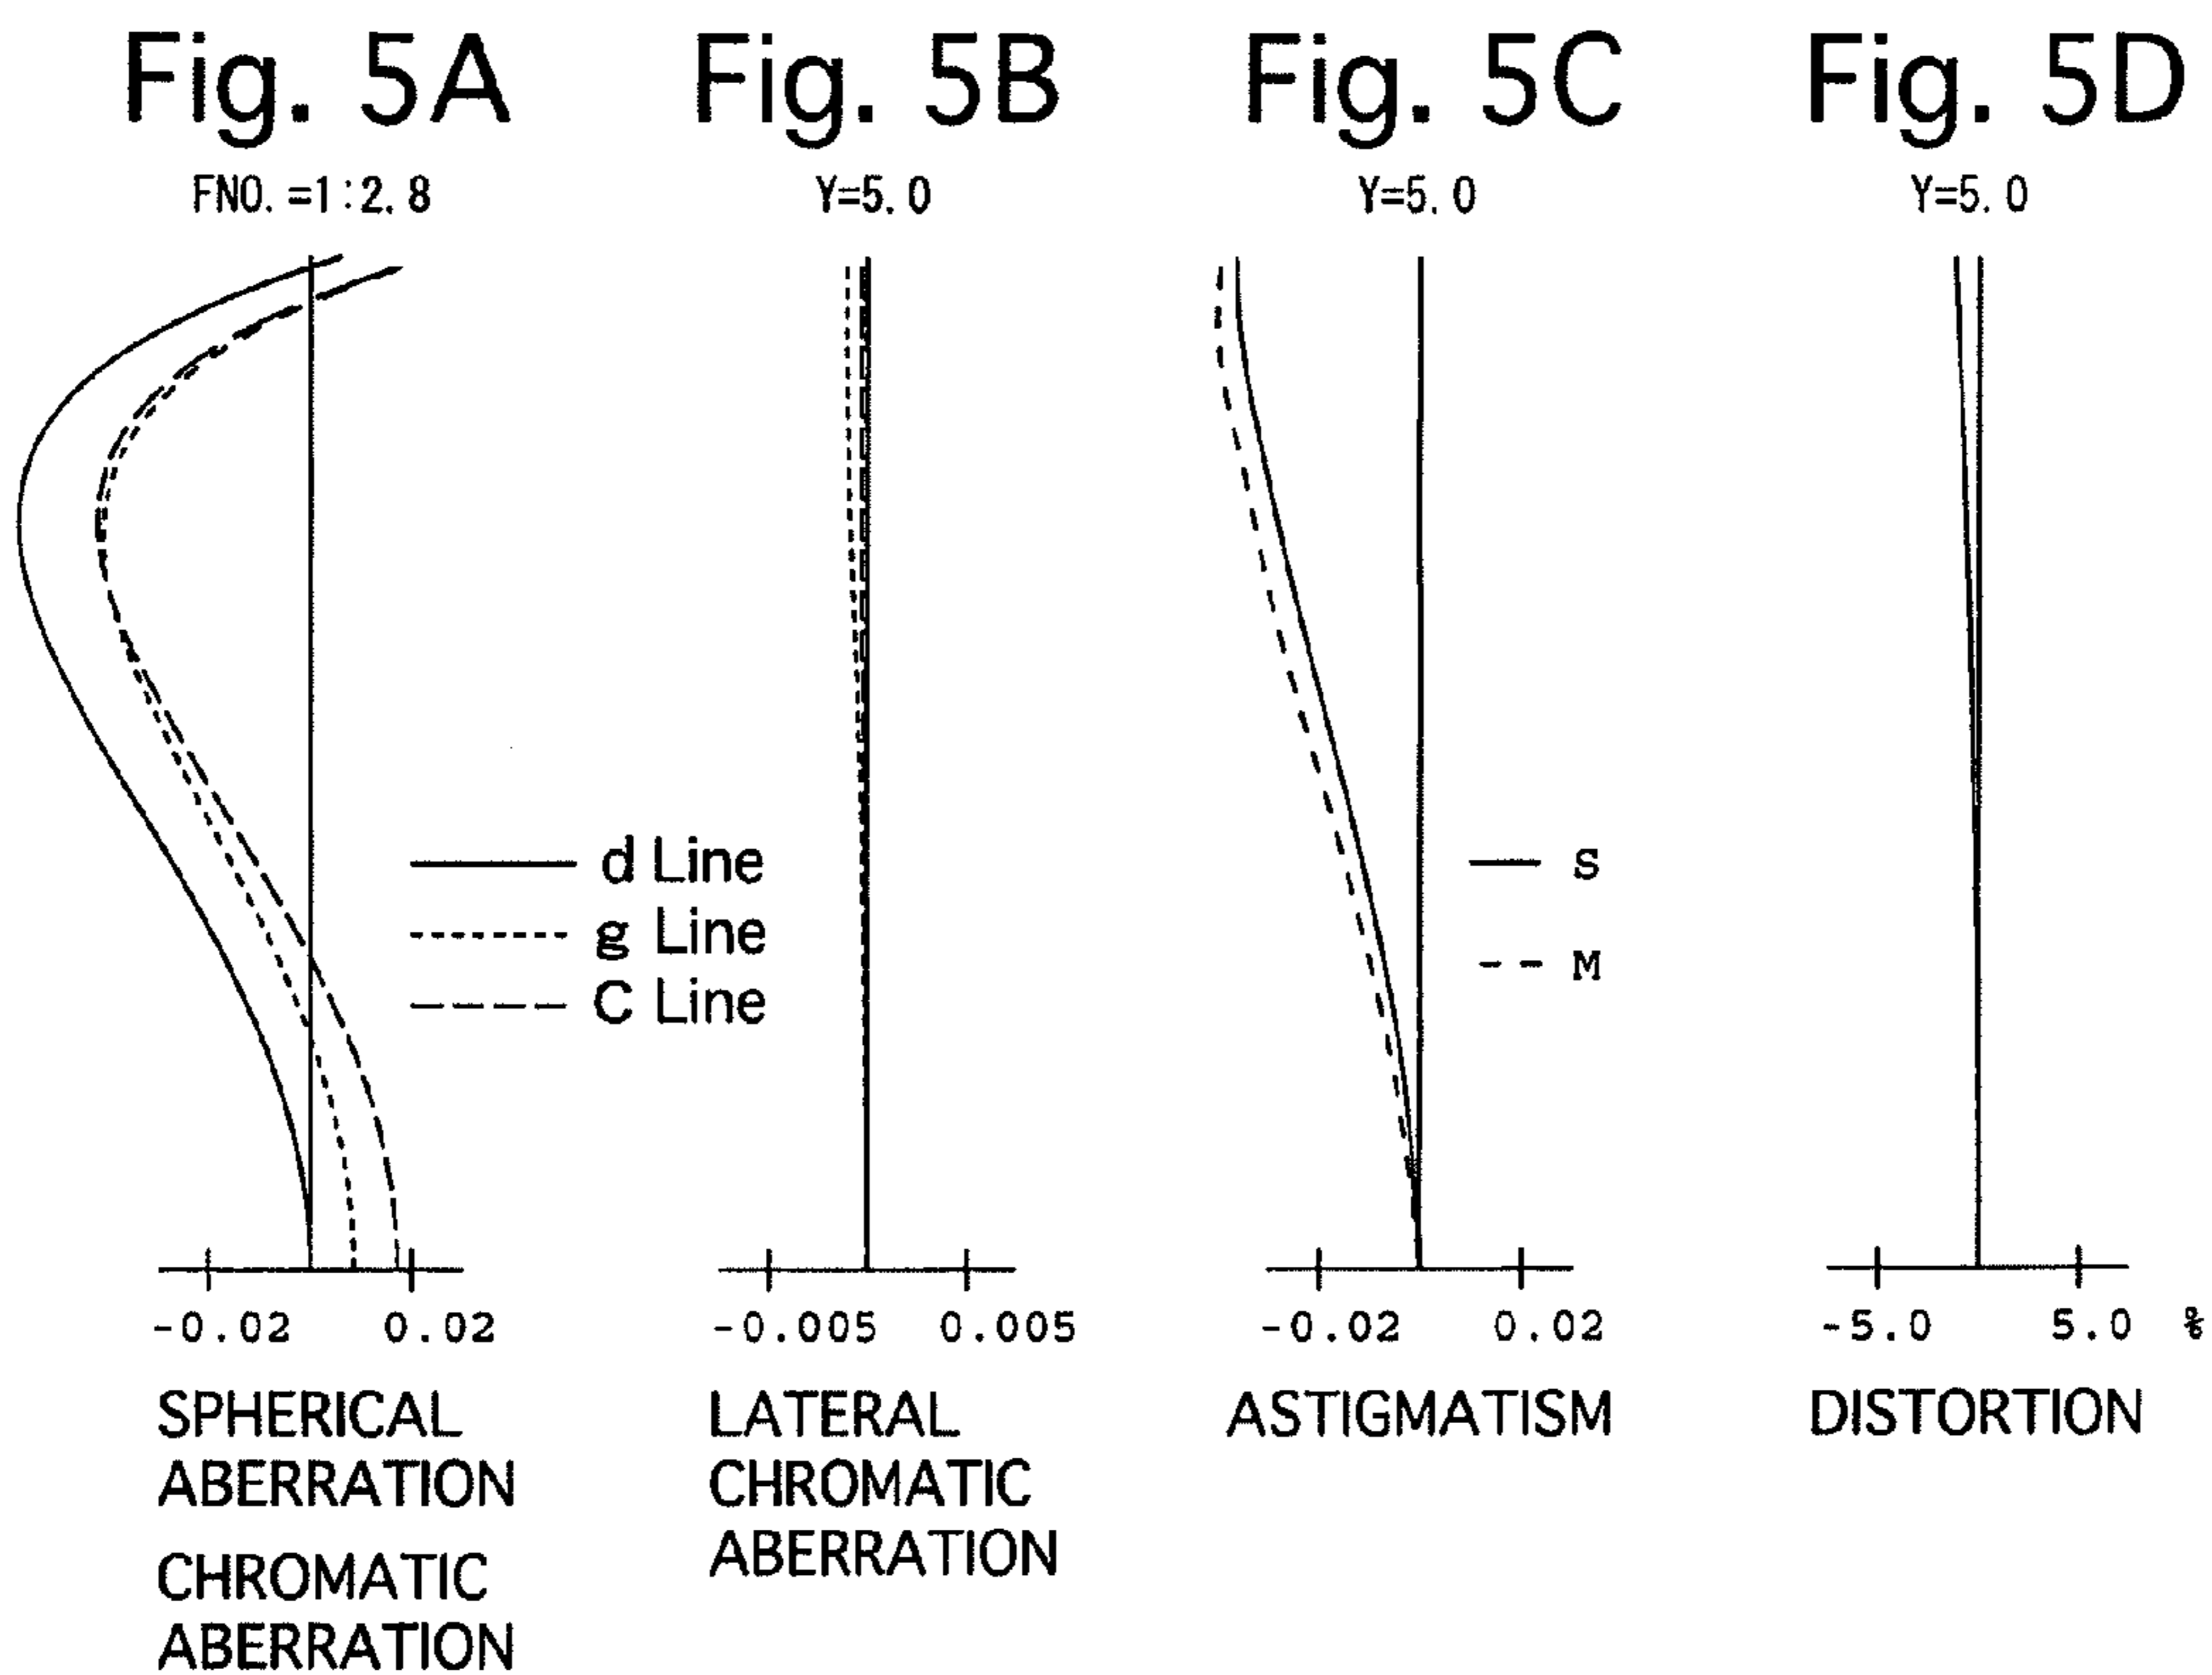 Fig. 5A
FNO.=1:2.8
d Line
g Line
C Line
-0.02 0.02
SPHERICAL
ABERRATION
CHROMATIC
ABERRATION
Fig. 5B
Y=5.0
-0.005 0.005
LATERAL
CHROMATIC
ABERRATION
Fig. 5C
Y=5.0
S
M
-0.02 0.02
ASTIGMATISM
Fig. 5D
Y=5.0
-5.0 5.0 %
DISTORTION